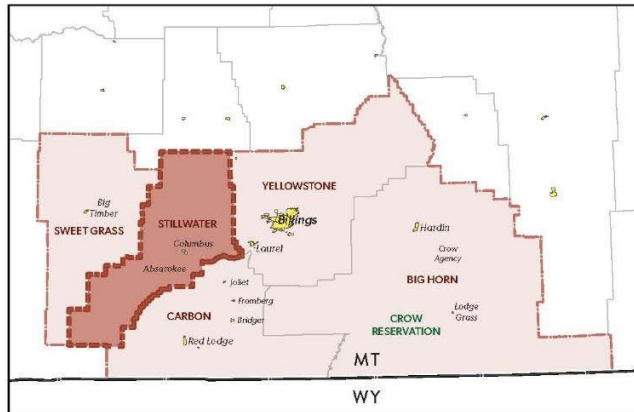 YELLOWSTONE
Big
Timber
SWEET GRASS
STILLWATER
Billings
Hardin
Columbus
Laurel
Crow
Agency
Absarokee
Joliet
BIG HORN
Fromberg
Lodge
Grass
CARBON
Bridger
CROW
RESERVATION
Red Lodge
MT
WY